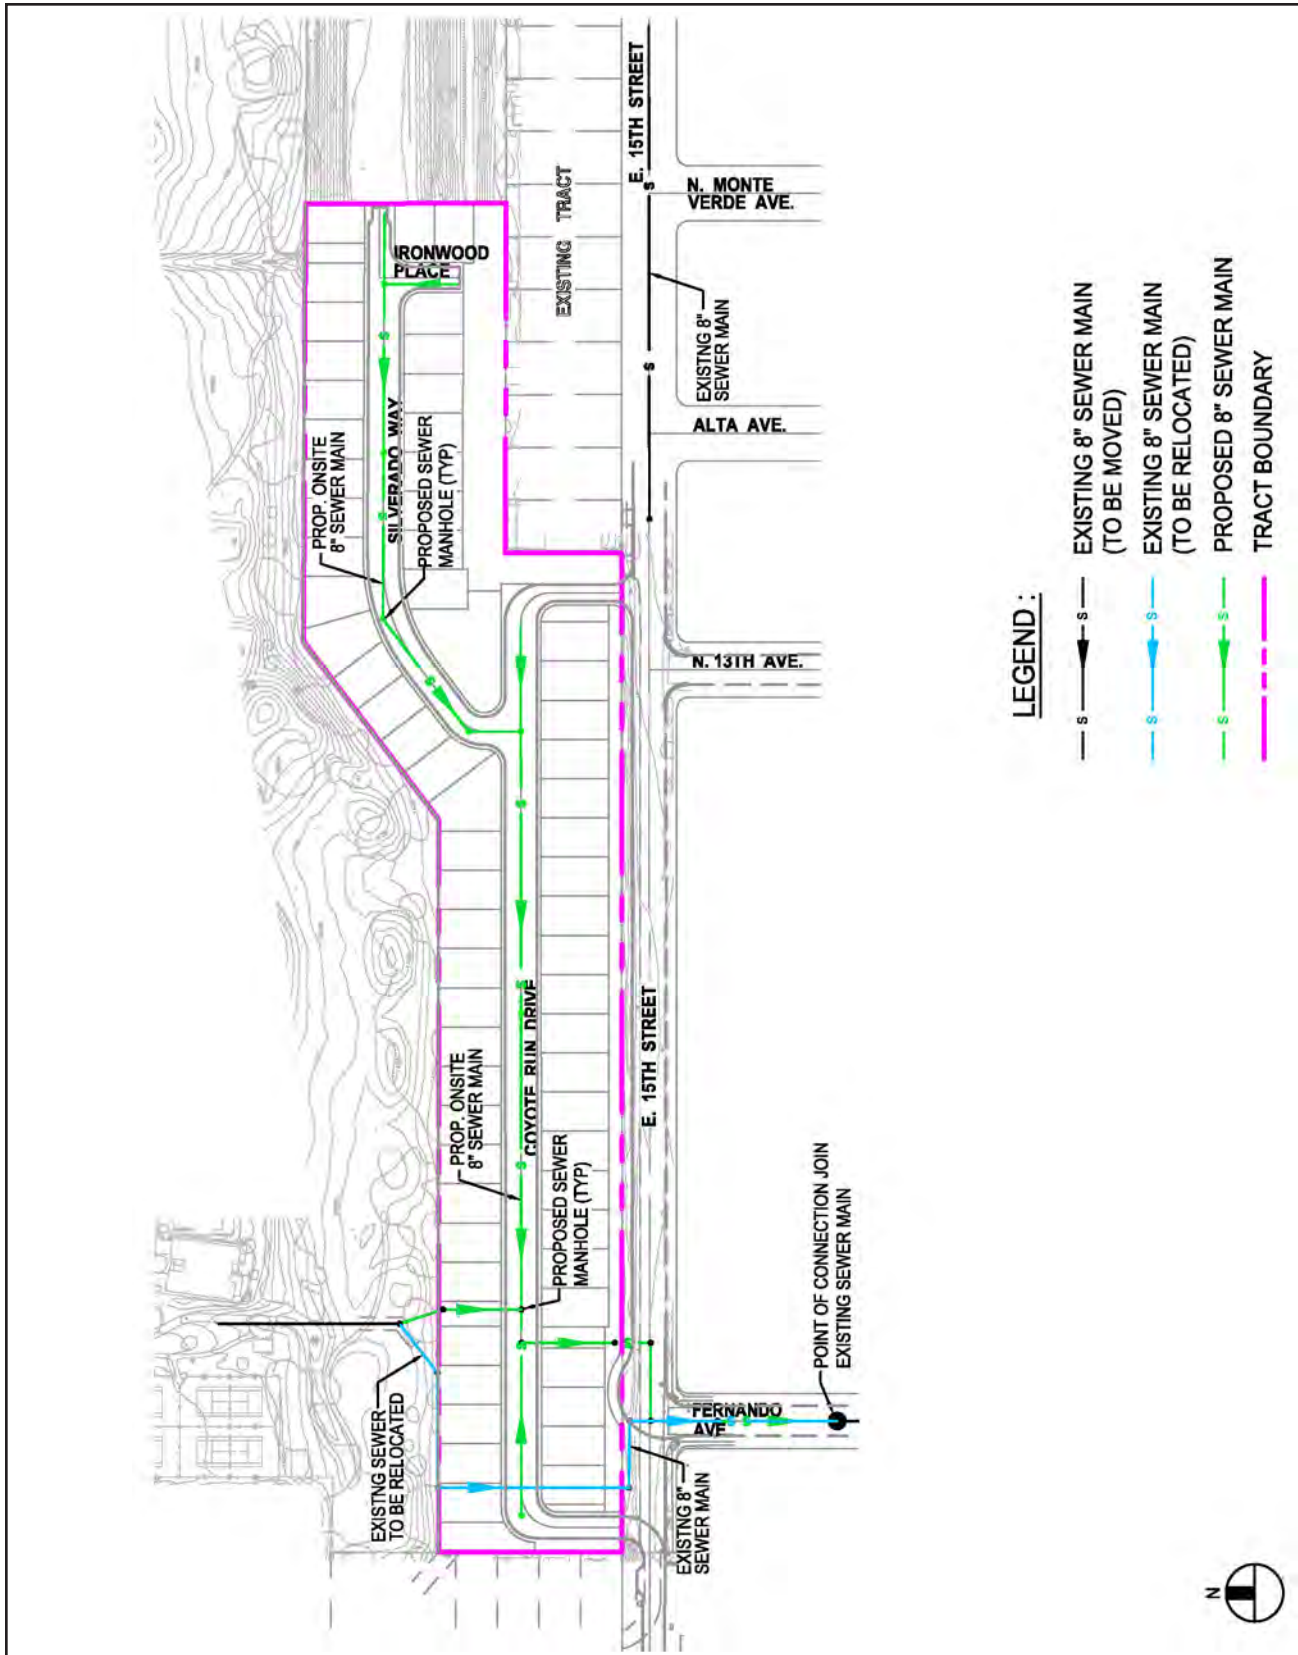 E. 15TH STREET
N. MONTE
VERDE AVE.
EXISTING TRACT
IRONWOOD
PLACE
EXISTNG 8"
SEWER MAIN
ALTA AVE.
PROP. ONSITE
8" SEWER MAIN
SILVERADO WAY
PROPOSED SEWER
MANHOLE (TYP)
N. 13TH AVE.
COYOTE RUN DRIVE
E. 15TH STREET
PROP. ONSITE
8" SEWER MAIN
PROPOSED SEWER
MANHOLE (TYP)
POINT OF CONNECTION JOIN
EXISTING SEWER MAIN
FERNANDO
AVE
EXISTNG SEWER
TO BE RELOCATED
EXISTNG 8"
SEWER MAIN
LEGEND :
S S EXISTING 8" SEWER MAIN
(TO BE MOVED)
S S EXISTING 8" SEWER MAIN
(TO BE RELOCATED)
S S PROPOSED 8" SEWER MAIN
TRACT BOUNDARY
N